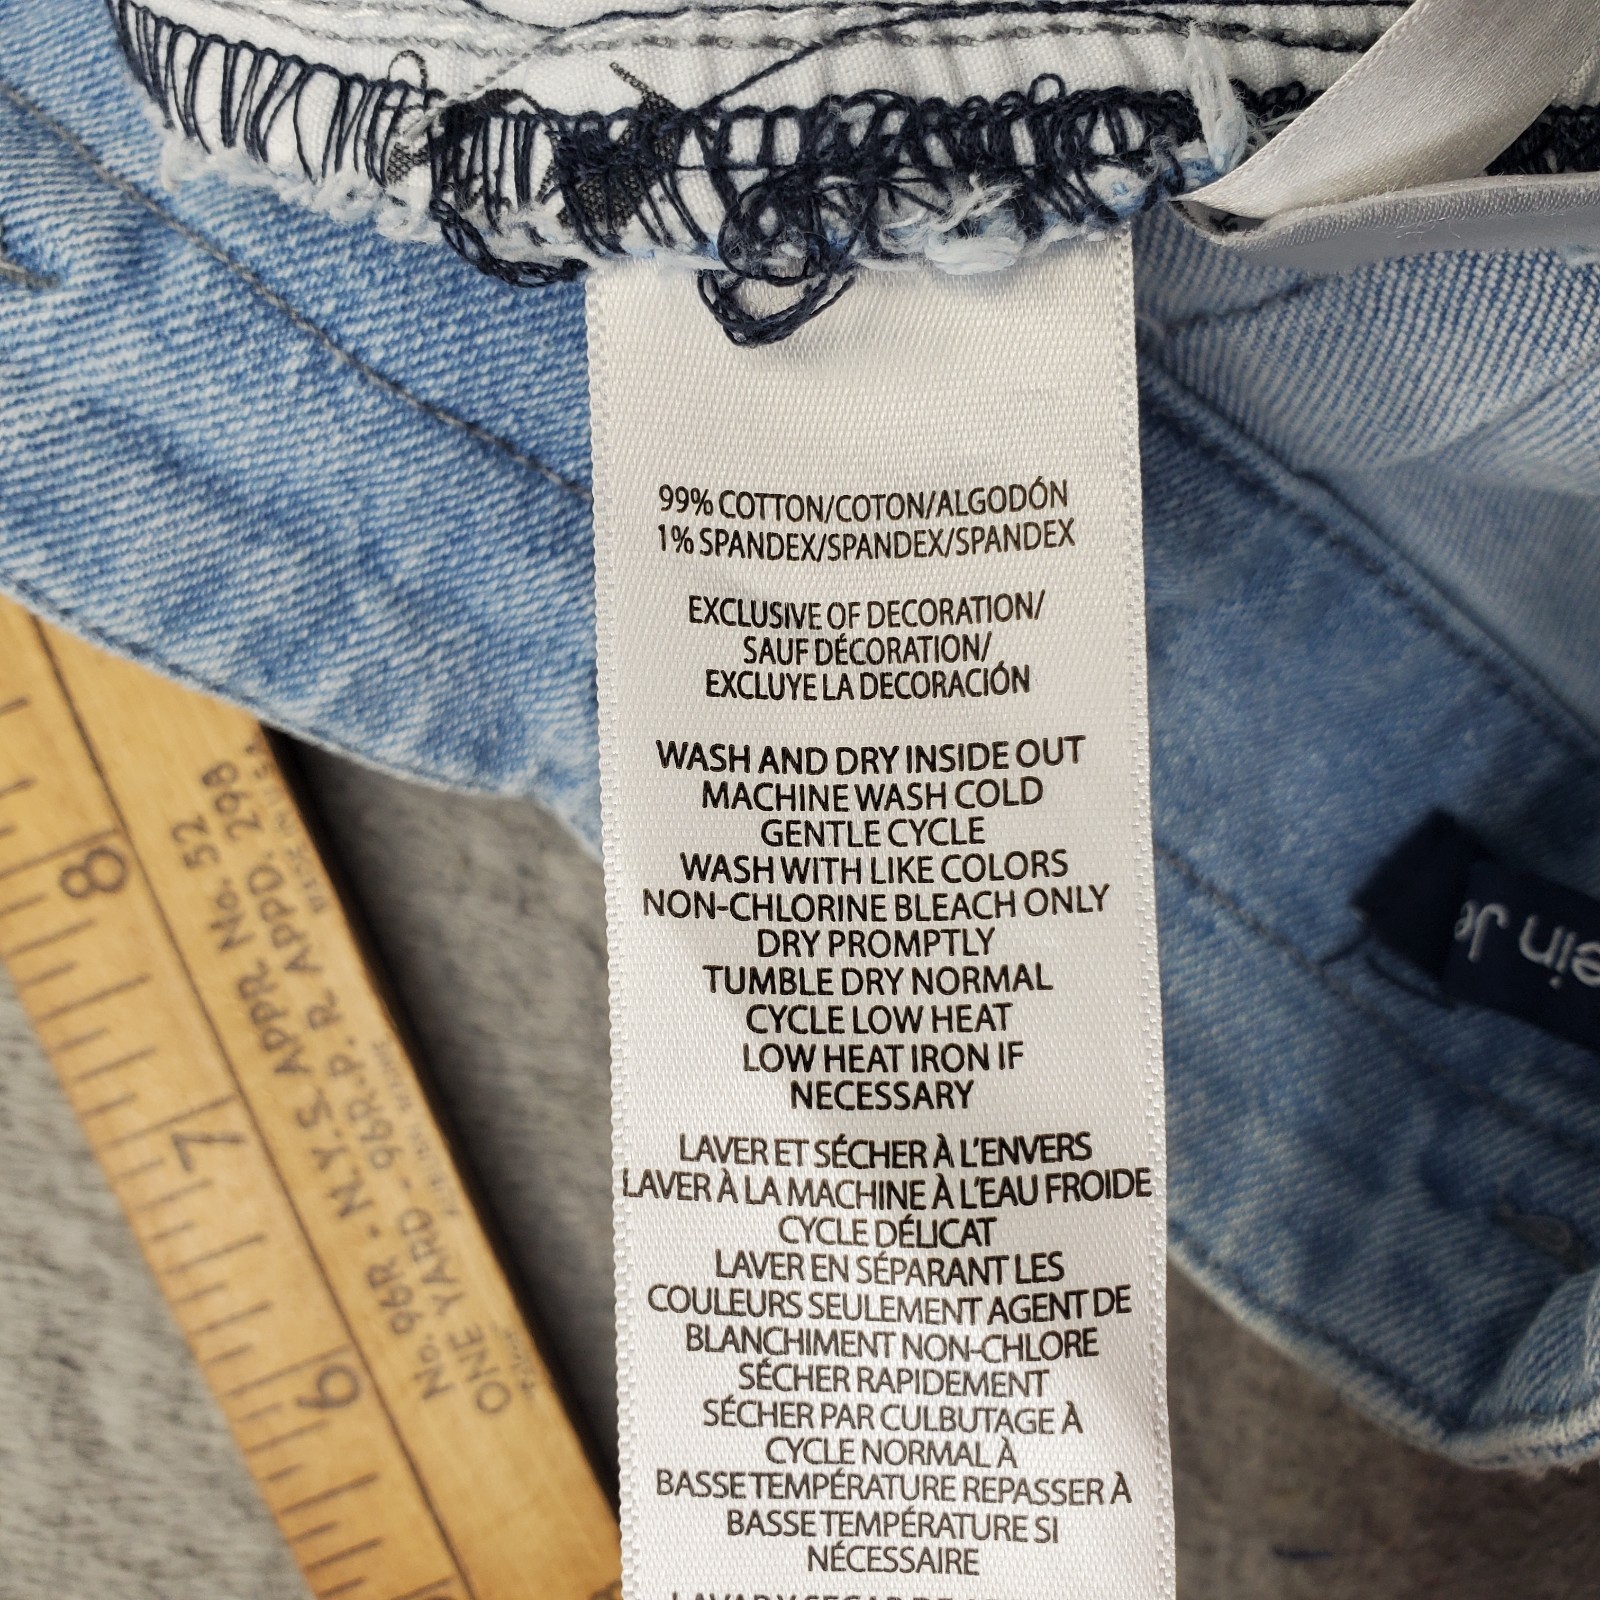 99% COTTON/COTON/ALGODÓN
1% SPANDEX/SPANDEX/SPANDEX
EXCLUSIVE OF DECORATION/
SAUF DÉCORATION/
EXCLUYE LA DECORACIÓN
WASH AND DRY INSIDE OUT
MACHINE WASH COLD
GENTLE CYCLE
WASH WITH LIKE COLORS
NON-CHLORINE BLEACH ONLY
DRY PROMPTLY
TUMBLE DRY NORMAL
CYCLE LOW HEAT
LOW HEAT IRON IF
NECESSARY
LAVER ET SÉCHER À L'ENVERS
LAVER À LA MACHINE À L'EAU FROIDE
CYCLE DÉLICAT
LAVER EN SÉPARANT LES
COULEURS SEULEMENT AGENT DE
BLANCHIMENT NON-CHLORE
SÉCHER RAPIDEMENT
SÉCHER PAR CULBUTAGE À
CYCLE NORMAL À
BASSE TEMPÉRATURE REPASSER À
BASSE TEMPÉRATURE SI
NÉCESSAIRE
8
7
6
No. 96R - N.Y.S. APPR. No. 52
ONE YARD - 96R-P. R. APPD. 298
ein Je